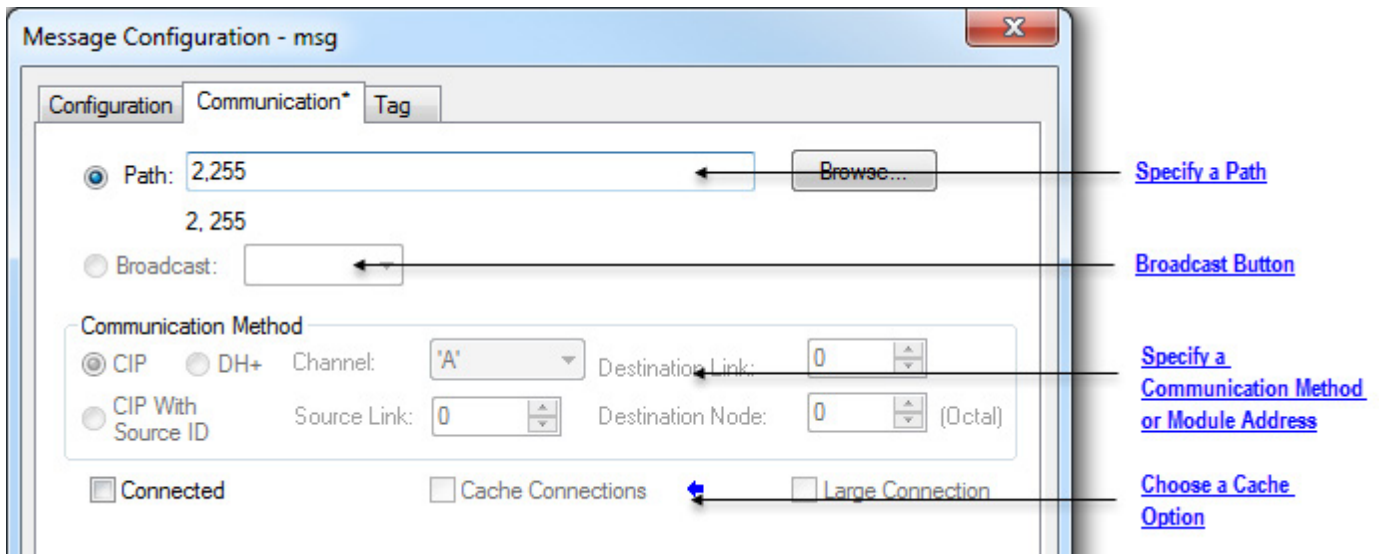 Message Configuration - msg
Configuration Communication* Tag
Path: 2,255 Browse... Specify a Path
2, 255
Broadcast: Broadcast Button
Communication Method
CIP DH+ Channel: 'A' Destination Link: 0 Specify a
Communication Method
or Module Address
CIP With
Source ID Source Link: 0 Destination Node: 0 (Octal)
Connected Cache Connections Large Connection Choose a Cache
Option